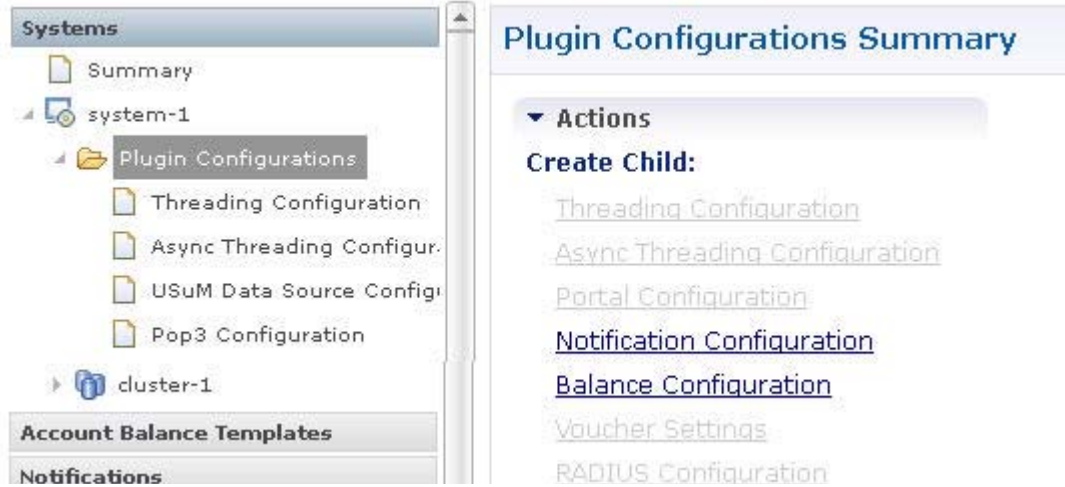 Systems
Summary
system-1
Plugin Configurations
Threading Configuration
Async Threading Configur
USuM Data Source Config
Pop3 Configuration
cluster-1
Account Balance Templates
Notifications
Plugin Configurations Summary
Actions
Create Child:
Threading Configuration
Async Threading Configuration
Portal Configuration
Notification Configuration
Balance Configuration
Voucher Settings
RADIUS Configuration